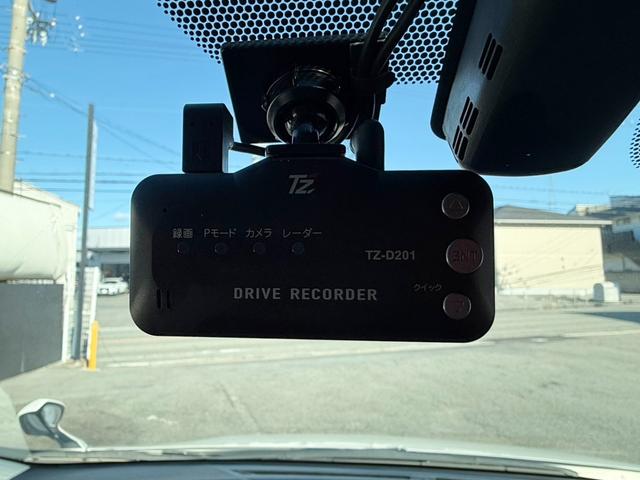 TZ
録画 Pモード カメラ レーダー
TZ-D201
ENT
クイック
DRIVE RECORDER